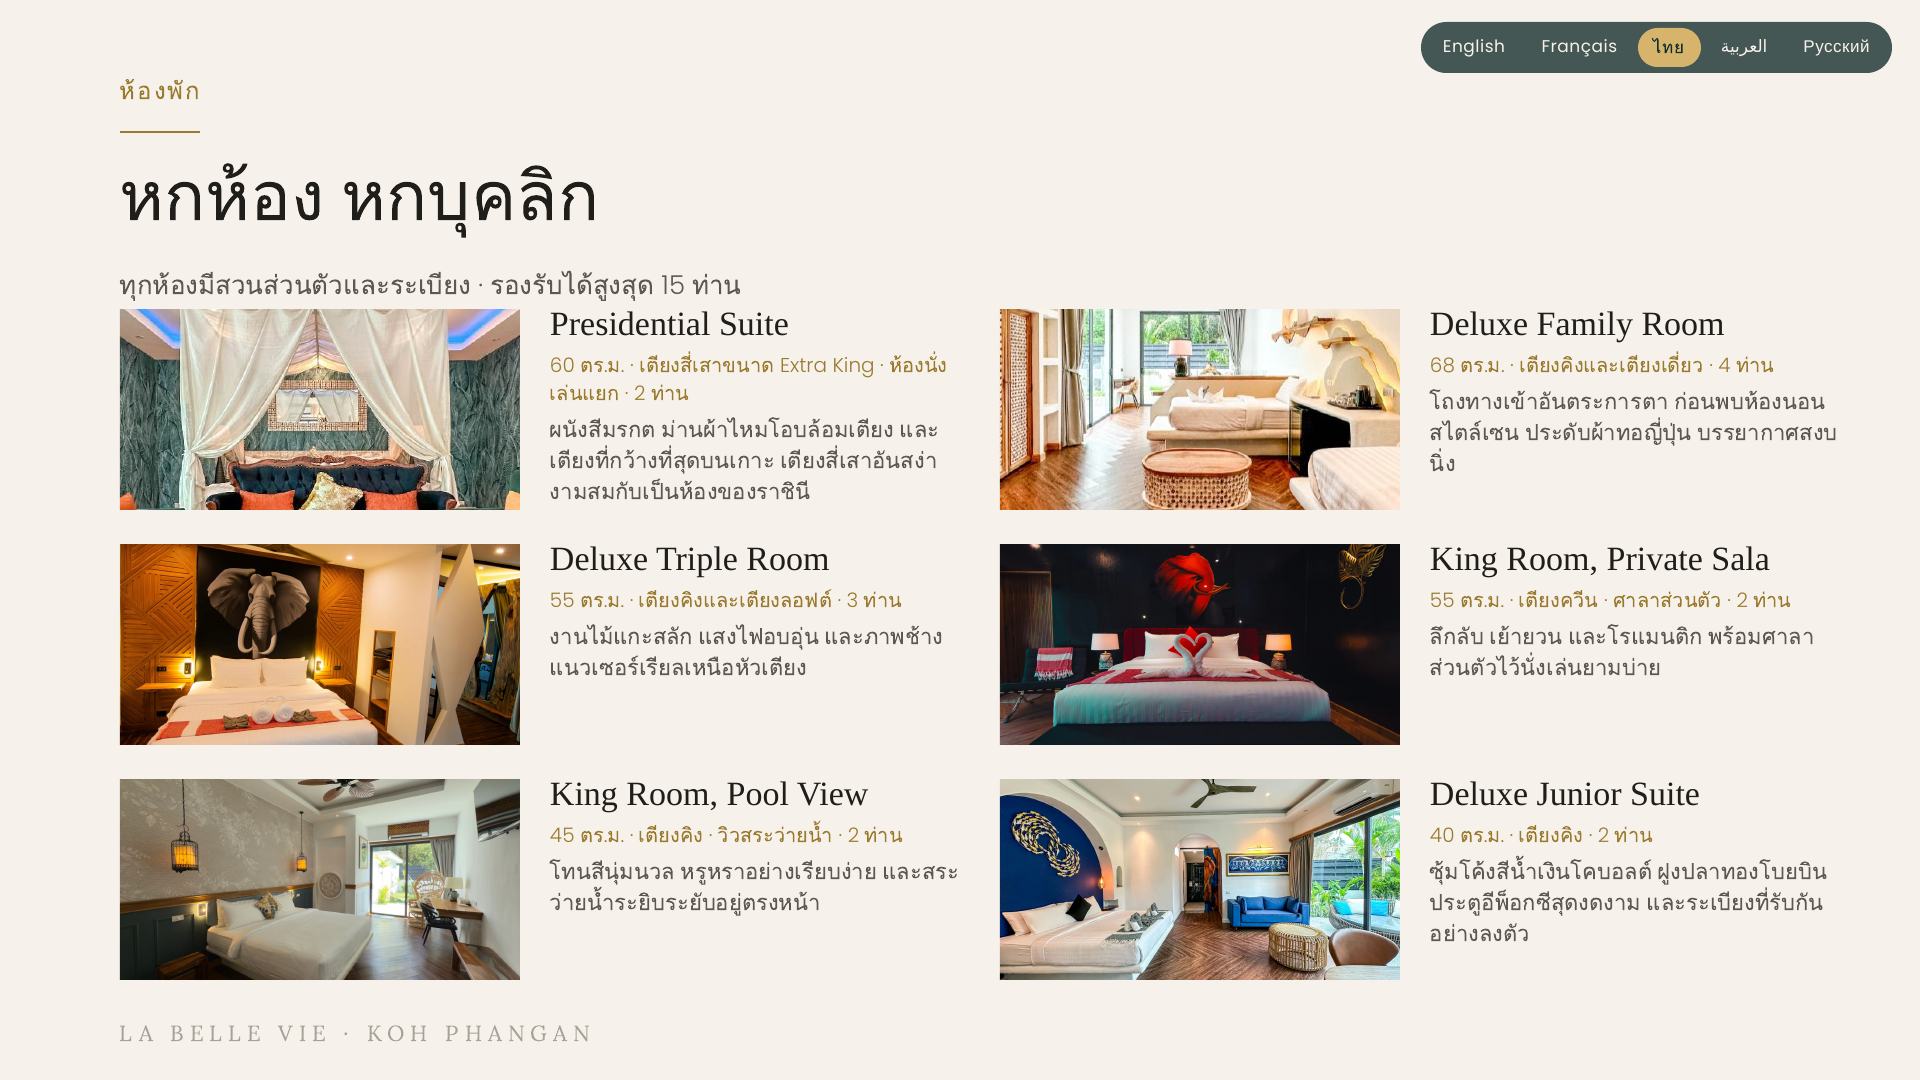 English Français ไทย العربية Русский
ห้องพัก
หกห้อง หกบุคลิก
ทุกห้องมีสวนส่วนตัวและระเบียง · รองรับได้สูงสุด 15 ท่าน
Presidential Suite
60 ตร.ม. · เตียงสี่เสาขนาด Extra King · ห้องนั่ง
เล่นแยก · 2 ท่าน
ผนังสีมรกต ม่านผ้าไหมโอบล้อมเตียง และ
เตียงที่กว้างที่สุดบนเกาะ เตียงสี่เสาอันสง่า
งามสมกับเป็นห้องของราชินี
Deluxe Family Room
68 ตร.ม. · เตียงคิงและเตียงเดี่ยว · 4 ท่าน
โถงทางเข้าอันตระการตา ก่อนพบห้องนอน
สไตล์เซน ประดับผ้าทอญี่ปุ่น บรรยากาศสงบ
นิ่ง
Deluxe Triple Room
55 ตร.ม. · เตียงคิงและเตียงลอฟต์ · 3 ท่าน
งานไม้แกะสลัก แสงไฟอบอุ่น และภาพช้าง
แนวเซอร์เรียลเหนือหัวเตียง
King Room, Private Sala
55 ตร.ม. · เตียงควีน · ศาลาส่วนตัว · 2 ท่าน
ลึกลับ เย้ายวน และโรแมนติก พร้อมศาลา
ส่วนตัวไว้นั่งเล่นยามบ่าย
King Room, Pool View
45 ตร.ม. · เตียงคิง · วิวสระว่ายน้ำ · 2 ท่าน
โทนสีนุ่มนวล หรูหราอย่างเรียบง่าย และสระ
ว่ายน้ำระยิบระยับอยู่ตรงหน้า
Deluxe Junior Suite
40 ตร.ม. · เตียงคิง · 2 ท่าน
ซุ้มโค้งสีน้ำเงินโคบอลต์ ฝูงปลาทองโบยบิน
ประตูอีพ็อกซีสุดงดงาม และระเบียงที่รับกัน
อย่างลงตัว
LA BELLE VIE · KOH PHANGAN